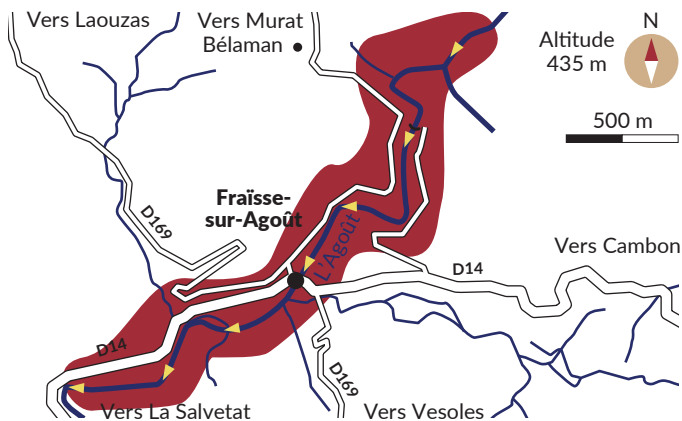 Vers Laouzas
Vers Murat
Bélaman
N
Altitude
435 m
500 m
Fraïsse-
sur-Agoût
D169
L'Agoût
Vers Cambon
D14
D14
D169
Vers La Salvetat
Vers Vesoles